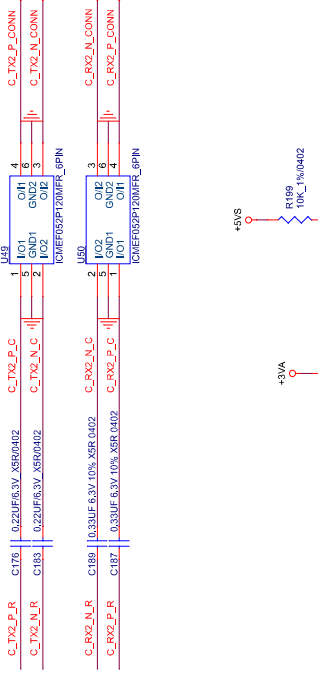 C_TX2_P_CONN
C_TX2_N_CONN
C_RX2_N_CONN
C_RX2_P_CONN
4
6
3
3
6
4
U49
I/O1
GND1
I/O2
O/I1
GND2
O/I2
ICMEF052P120MFR_6PIN
1
5
2
U50
I/O2
GND1
I/O1
O/I2
GND2
O/I1
ICMEF052P120MFR_6PIN
2
5
1
R199
10K_1%/0402
+5VS
+3VA
C_TX2_P_C
C_TX2_N_C
C_RX2_N_C
C_RX2_P_C
C176
0.22UF/6.3V_X5R/0402
C183
0.22UF/6.3V_X5R/0402
C189
0.33UF 6.3V 10% X5R 0402
C187
0.33UF 6.3V 10% X5R 0402
C_TX2_P_R
C_TX2_N_R
C_RX2_N_R
C_RX2_P_R